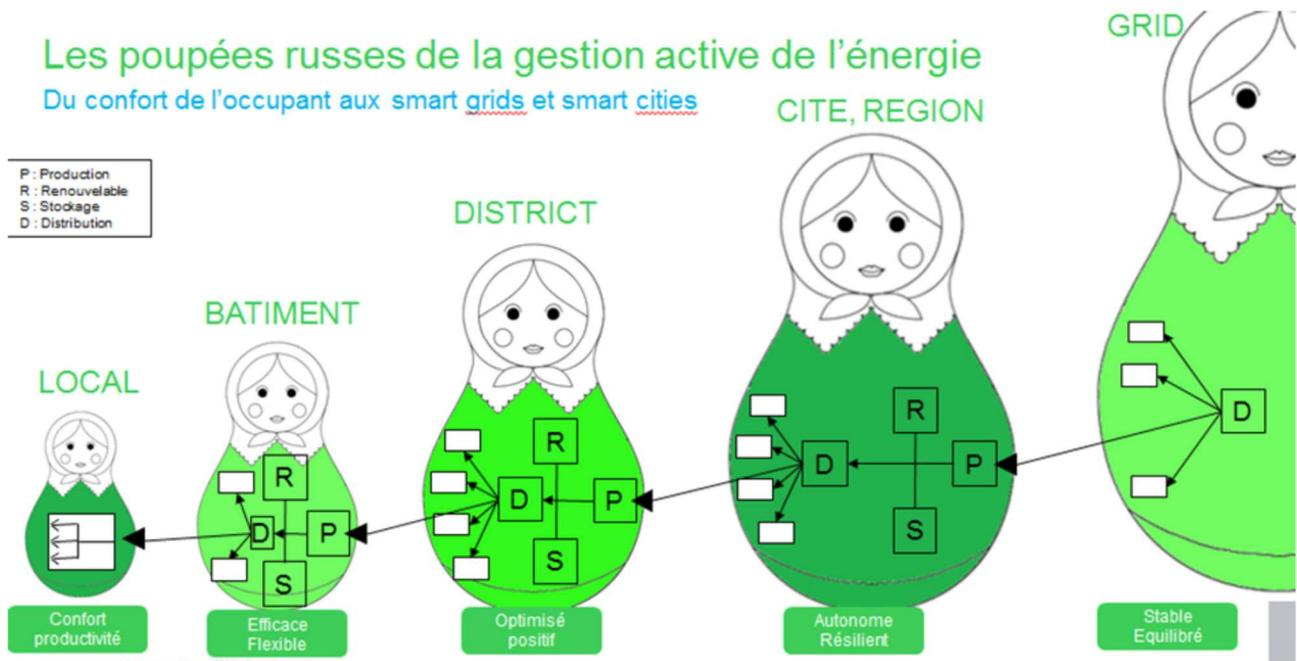 Les poupées russes de la gestion active de l'énergie
Du confort de l'occupant aux smart grids et smart cities
P : Production
R : Renouvelable
S : Stockage
D : Distribution
LOCAL
Confort
productivité
BATIMENT
R
D
P
S
Efficace
Flexible
DISTRICT
R
D
P
S
Optimisé
positif
CITE, REGION
R
D
P
S
Autonome
Résilient
GRID
D
Stable
Equilibré